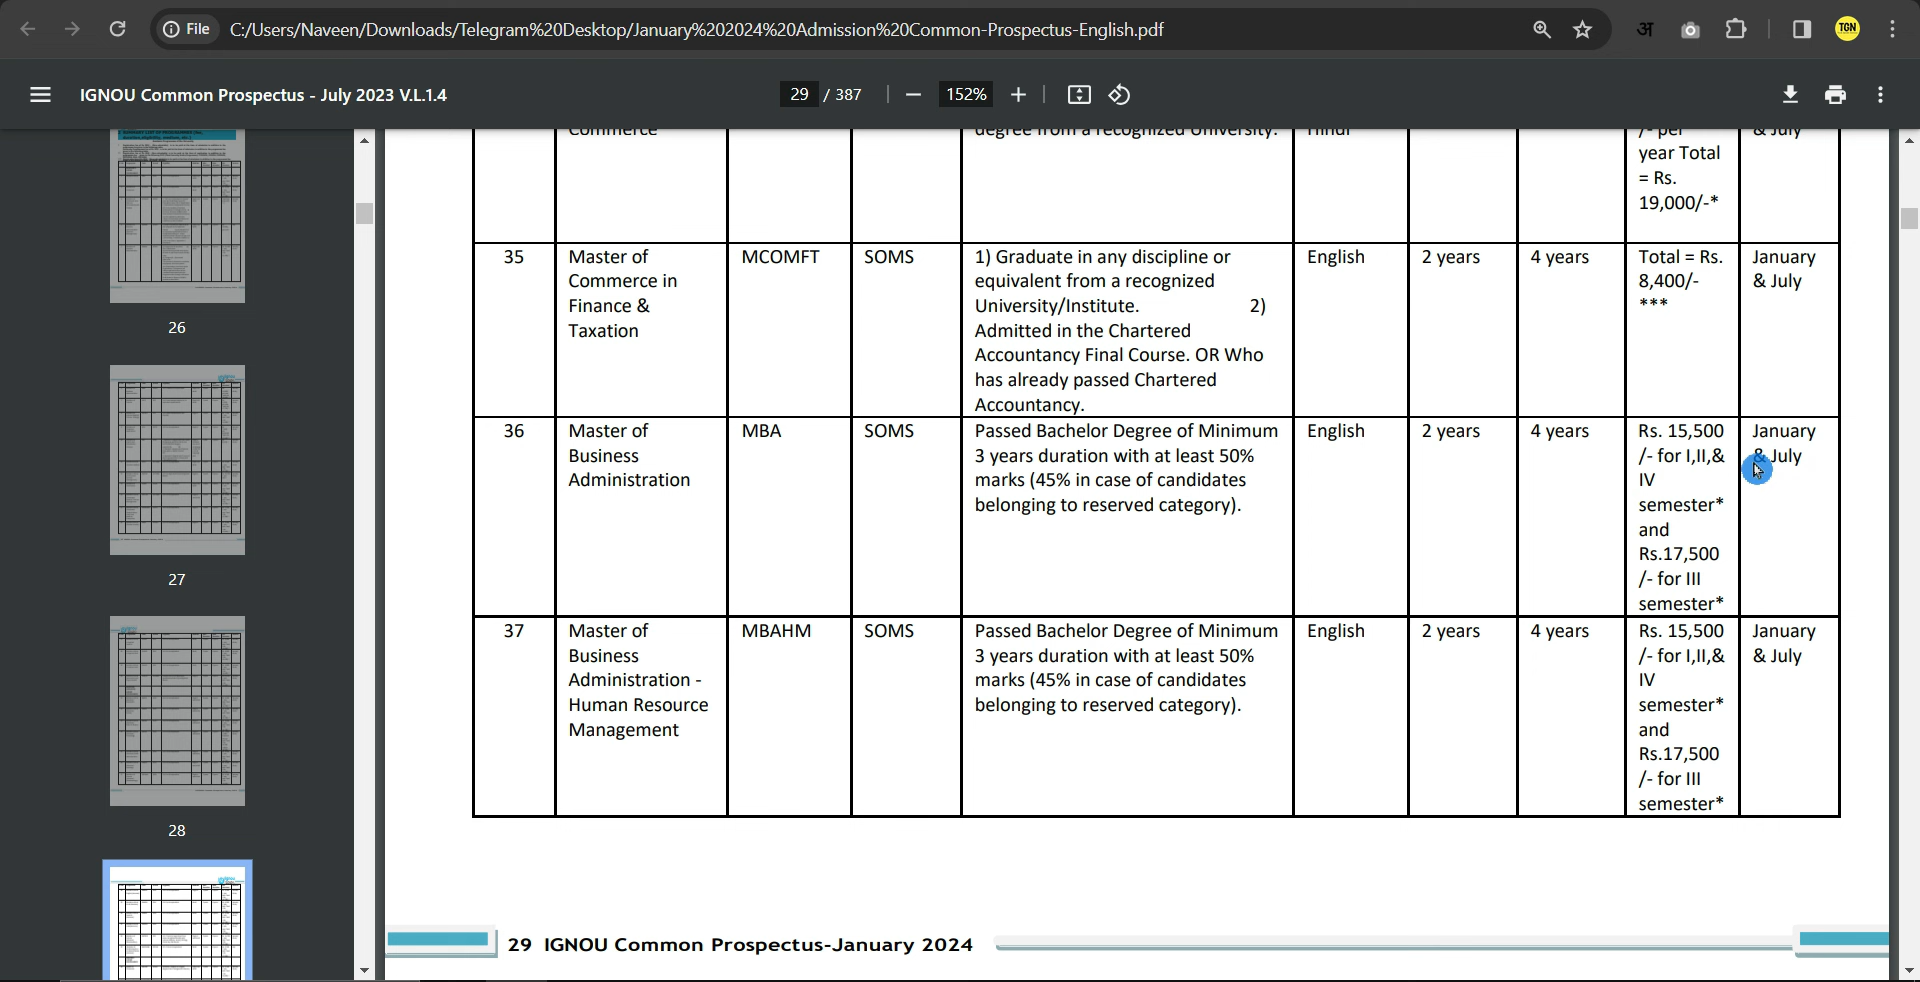 File
C:/Users/Naveen/Downloads/Telegram%20Desktop/January%202024%20Admission%20Common-Prospectus-English.pdf
अ
TGN
IGNOU Common Prospectus - July 2023 V.L.1.4
29 / 387
152%
26
27
28
Commerce
degree from a recognized University.
Hindi
/- per
year Total
= Rs.
19,000/-*
& July
35
Master of
Commerce in
Finance &
Taxation
MCOMFT
SOMS
1) Graduate in any discipline or
equivalent from a recognized
University/Institute. 2)
Admitted in the Chartered
Accountancy Final Course. OR Who
has already passed Chartered
Accountancy.
English
2 years
4 years
Total = Rs.
8,400/-
***
January
& July
36
Master of
Business
Administration
MBA
SOMS
Passed Bachelor Degree of Minimum
3 years duration with at least 50%
marks (45% in case of candidates
belonging to reserved category).
English
2 years
4 years
Rs. 15,500
/- for I,II,&
IV
semester*
and
Rs.17,500
/- for III
semester*
January
& July
37
Master of
Business
Administration -
Human Resource
Management
MBAHM
SOMS
Passed Bachelor Degree of Minimum
3 years duration with at least 50%
marks (45% in case of candidates
belonging to reserved category).
English
2 years
4 years
Rs. 15,500
/- for I,II,&
IV
semester*
and
Rs.17,500
/- for III
semester*
January
& July
29 IGNOU Common Prospectus-January 2024